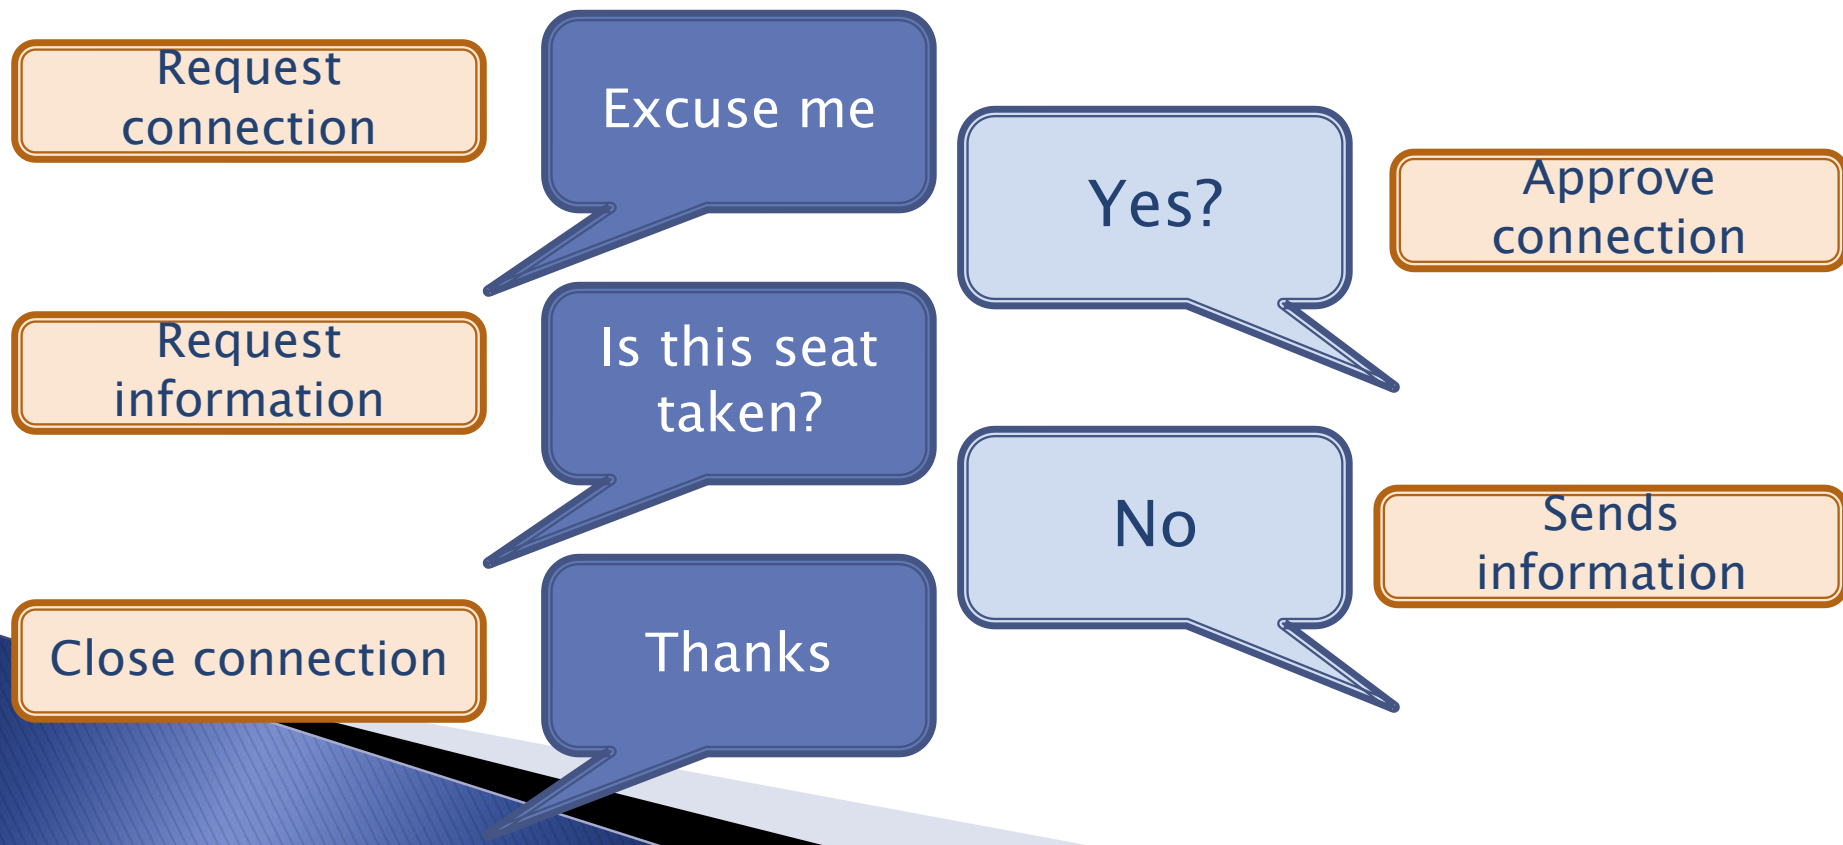 Request
connection
Excuse me
Yes?
Approve
connection
Request
information
Is this seat
taken?
No
Sends
information
Close connection
Thanks